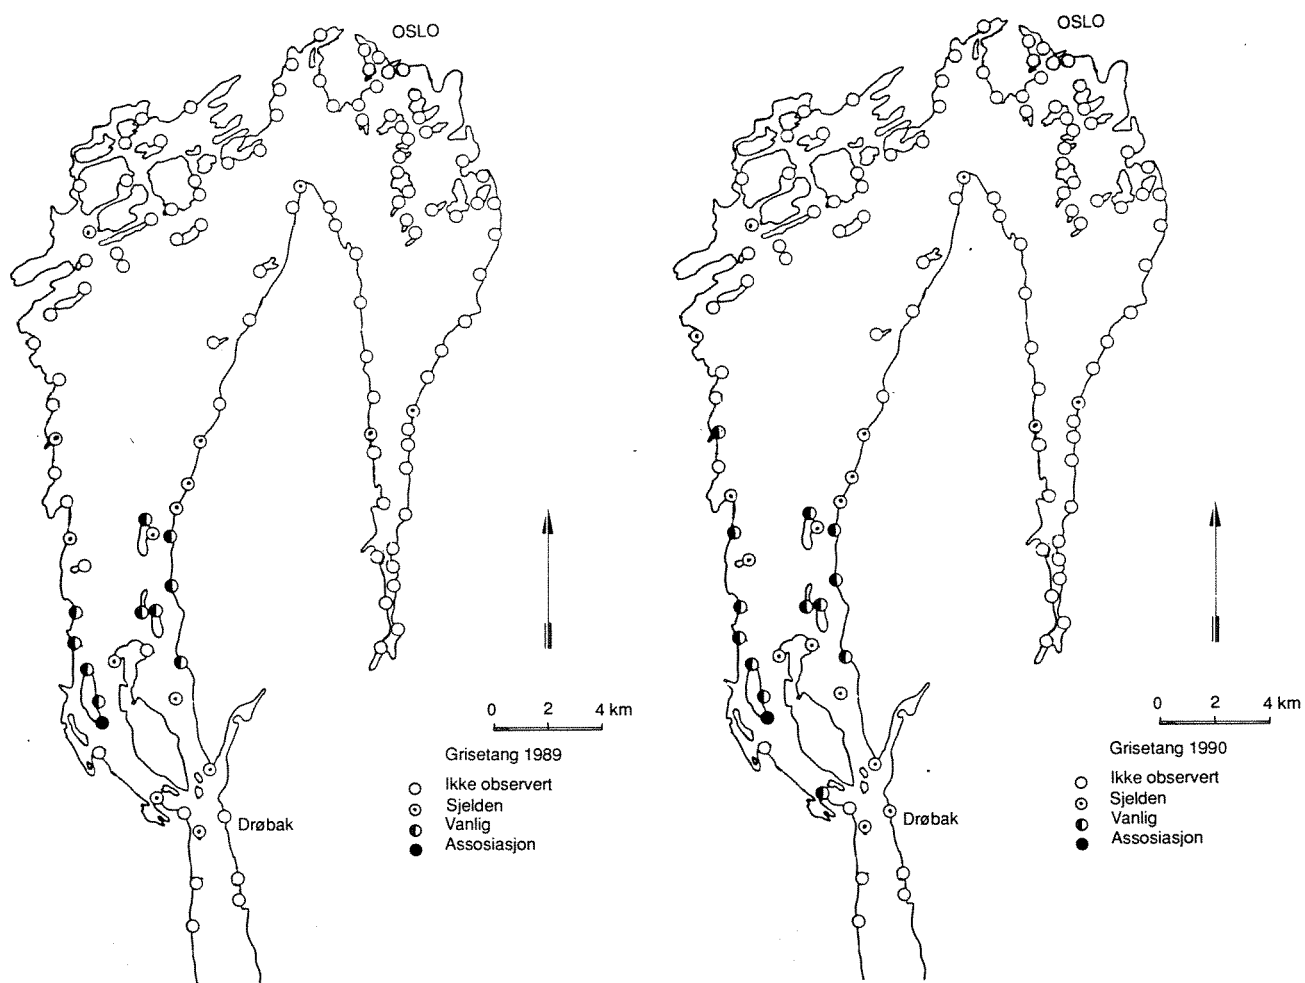 OSLO
Drøbak
0 2 4 km
Grisetang 1989
Ikke observert
Sjelden
Vanlig
Assosiasjon
OSLO
Drøbak
0 2 4 km
Grisetang 1990
Ikke observert
Sjelden
Vanlig
Assosiasjon